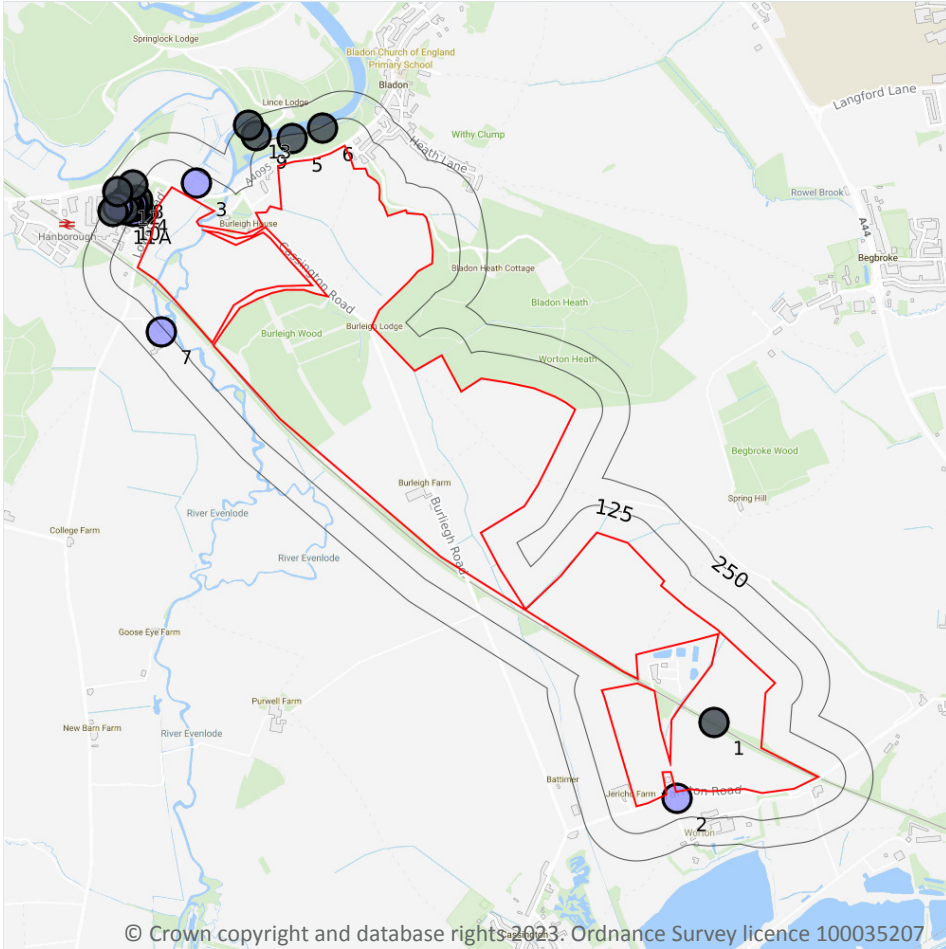 Springlock Lodge
Bladon Church of England
Primary School
Bladon
Langford Lane
Lince Lodge
Withy Clump
Heath Lane
13
9
5
6
A4095
Rowel Brook
A44
3
Burleigh House
Hanborough
11A
Begbroke
Cassington Road
Bladon Heath Cottage
Bladon Heath
Burleigh Wood
Burleigh Lodge
7
Worton Heath
Begbroke Wood
Burleigh Farm
Spring Hill
River Evenlode
125
College Farm
Burliegh Road
River Evenlode
250
Goose Eye Farm
Purwell Farm
New Barn Farm
River Evenlode
1
Battimer
Jericho Farm
ton Road
2
Worton
Cassington
© Crown copyright and database rights 2023. Ordnance Survey licence 100035207